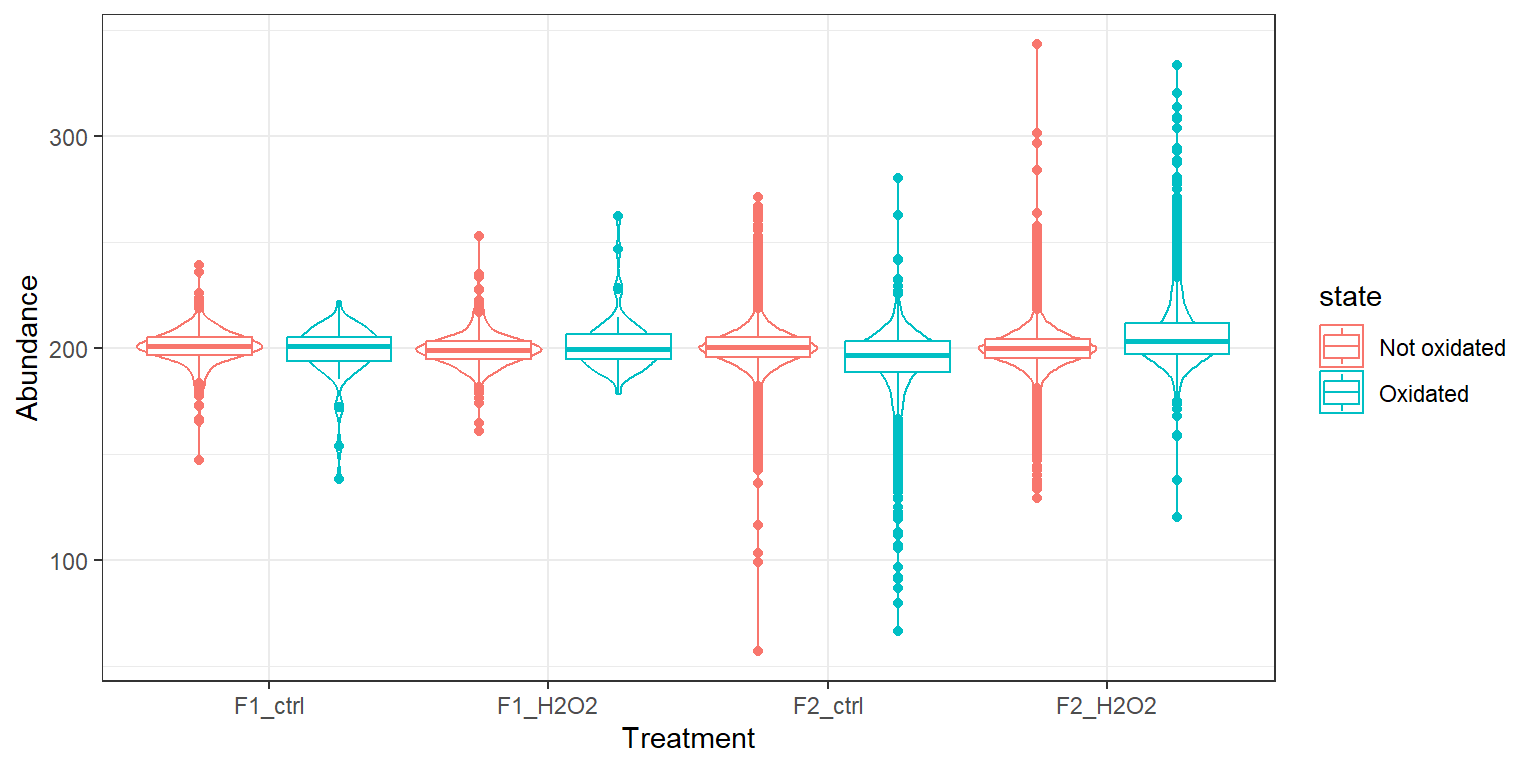 Abundance
300
200
100
F1_ctrl
F1_H2O2
F2_ctrl
F2_H2O2
Treatment
state
Not oxidated
Oxidated